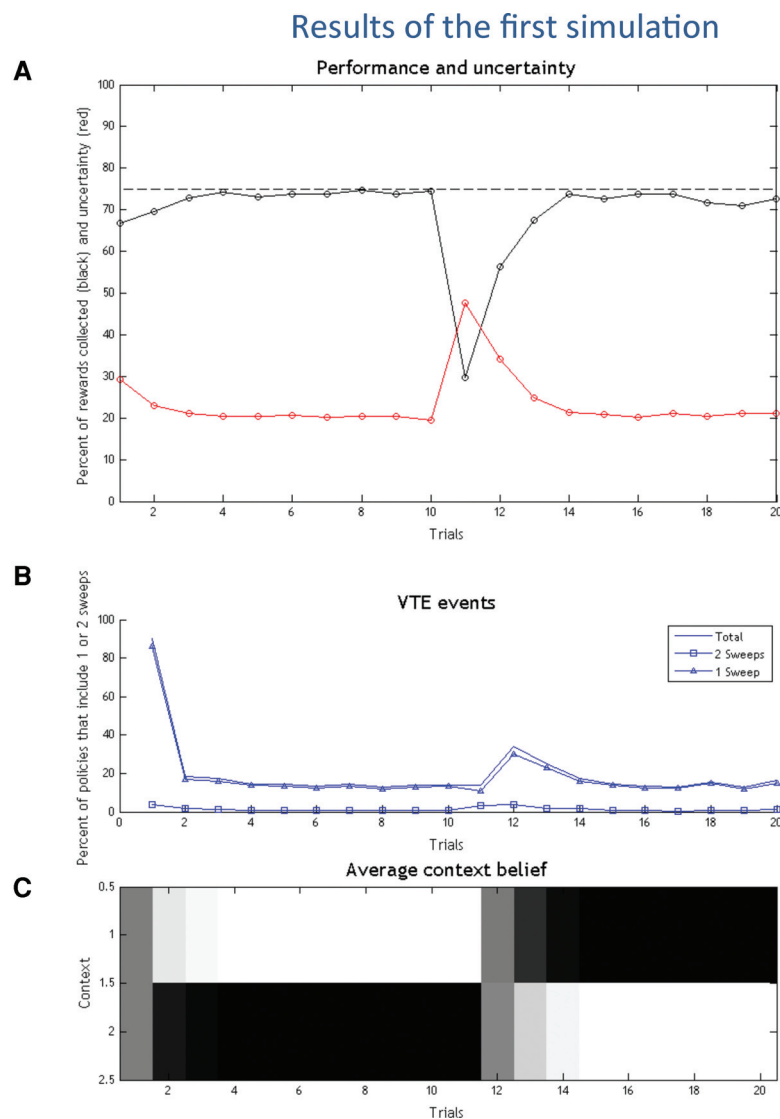 Results of the first simulation
A
Performance and uncertainty
Percent of rewards collected (black) and uncertainty (red)
100
90
80
70
60
50
40
30
20
10
0
2 4 6 8 10 12 14 16 18 20
Trials
B
VTE events
Percent of policies that include 1 or 2 sweeps
100
80
60
40
20
0
Total
2 Sweeps
1 Sweep
0 2 4 6 8 10 12 14 16 18 20
Trials
C
Average context belief
Context
0.5
1
1.5
2
2.5
2 4 6 8 10 12 14 16 18 20
Trials